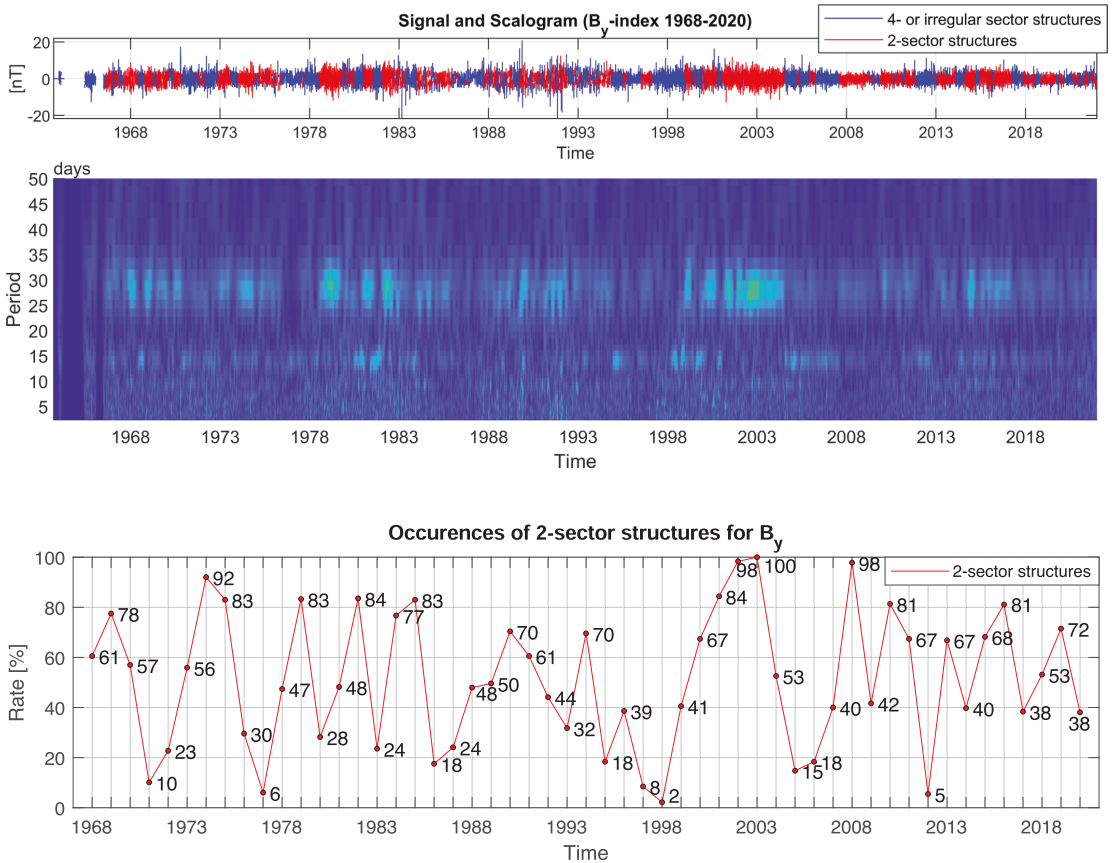 Signal and Scalogram (By-index 1968-2020)
4- or irregular sector structures
2-sector structures
20
0
-20
[nT]
1968 1973 1978 1983 1988 1993 1998 2003 2008 2013 2018
Time
days
50
45
40
35
30
25
20
15
10
5
Period
1968 1973 1978 1983 1988 1993 1998 2003 2008 2013 2018
Time
Occurences of 2-sector structures for By
2-sector structures
100
80
60
40
20
0
Rate [%]
61 78 57 10 23 56 92 83 30 6 47 83 28 48 84 24 77 83 18 24 48 50 70 61 44 32 70 18 39 8 2 41 67 84 98 100 53 15 18 40 98 42 81 67 5 67 40 68 81 38 53 72 38
1968 1973 1978 1983 1988 1993 1998 2003 2008 2013 2018
Time